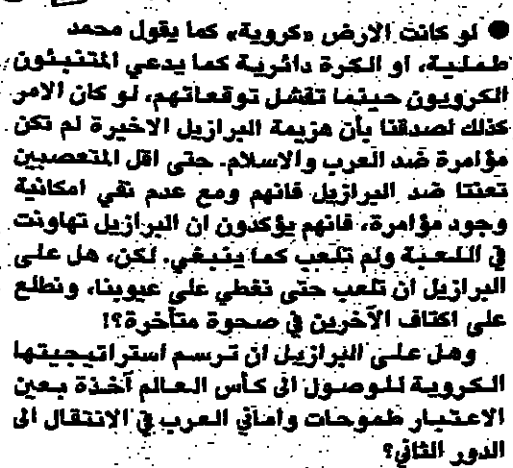 ● لو كانت الارض «كروية» كما يقول محمد
طملية، او الكرة دائرية كما يدعي المتنبئون
الكرويون حينما تفشل توقعاتهم، لو كان الامر
كذلك لصدقنا بأن هزيمة البرازيل الاخيرة لم تكن
مؤامرة ضد العرب والاسلام. حتى اقل المتعصبين
تعنتا ضد البرازيل فانهم ومع عدم نفي امكانية
وجود مؤامرة، فانهم يؤكدون ان البرازيل تهاونت
في اللعبة ولم تلعب كما ينبغي. لكن، هل على
البرازيل ان تلعب حتى نغطي على عيوبنا، ونطلع
على اكتاف الآخرين في صحوة متأخرة؟!
وهل على البرازيل ان ترسم استراتيجيتها
الكروية للوصول الى كأس العالم آخذة بعين
الاعتبار طموحات واماني العرب في الانتقال الى
الدور الثاني؟